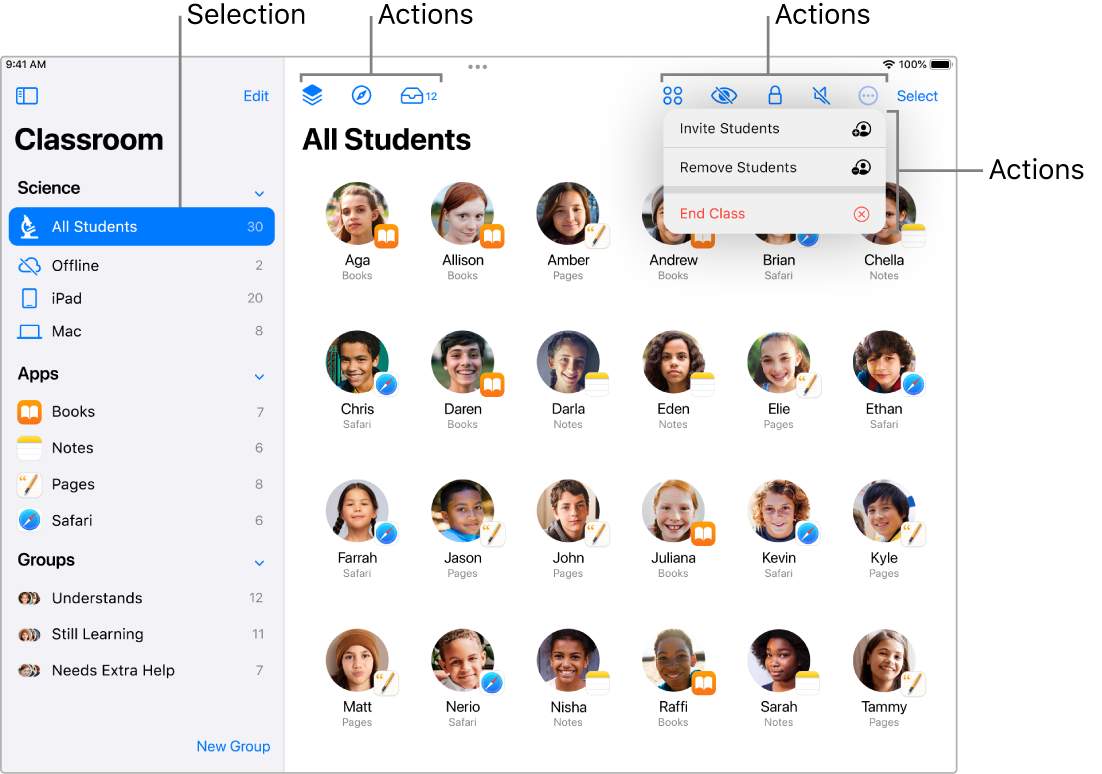 Selection
Actions
Actions
9:41 AM
100%
Edit
12
Select
Classroom
All Students
Invite Students
Remove Students
End Class
Actions
Science
All Students 30
Offline 2
iPad 20
Mac 8
Apps
Books 7
Notes 6
Pages 8
Safari 6
Groups
Understands 12
Still Learning 11
Needs Extra Help 7
New Group
Aga Allison Amber Andrew Brian Chella
Books Books Pages Books Safari Notes
Chris Daren Darla Eden Elie Ethan
Safari Books Notes Notes Pages Safari
Farrah Jason John Juliana Kevin Kyle
Safari Pages Pages Books Safari Pages
Matt Nerio Nisha Raffi Sarah Tammy
Pages Safari Notes Books Notes Pages